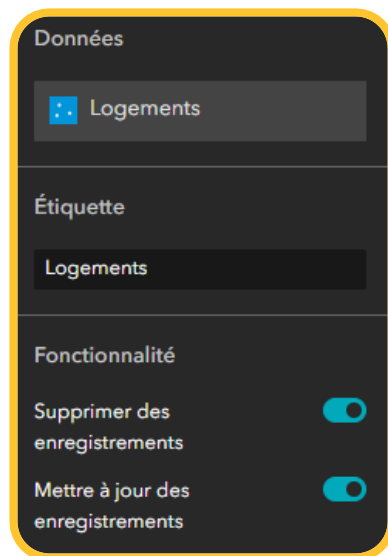 Données
Logements
Étiquette
Logements
Fonctionnalité
Supprimer des
enregistrements
Mettre à jour des
enregistrements